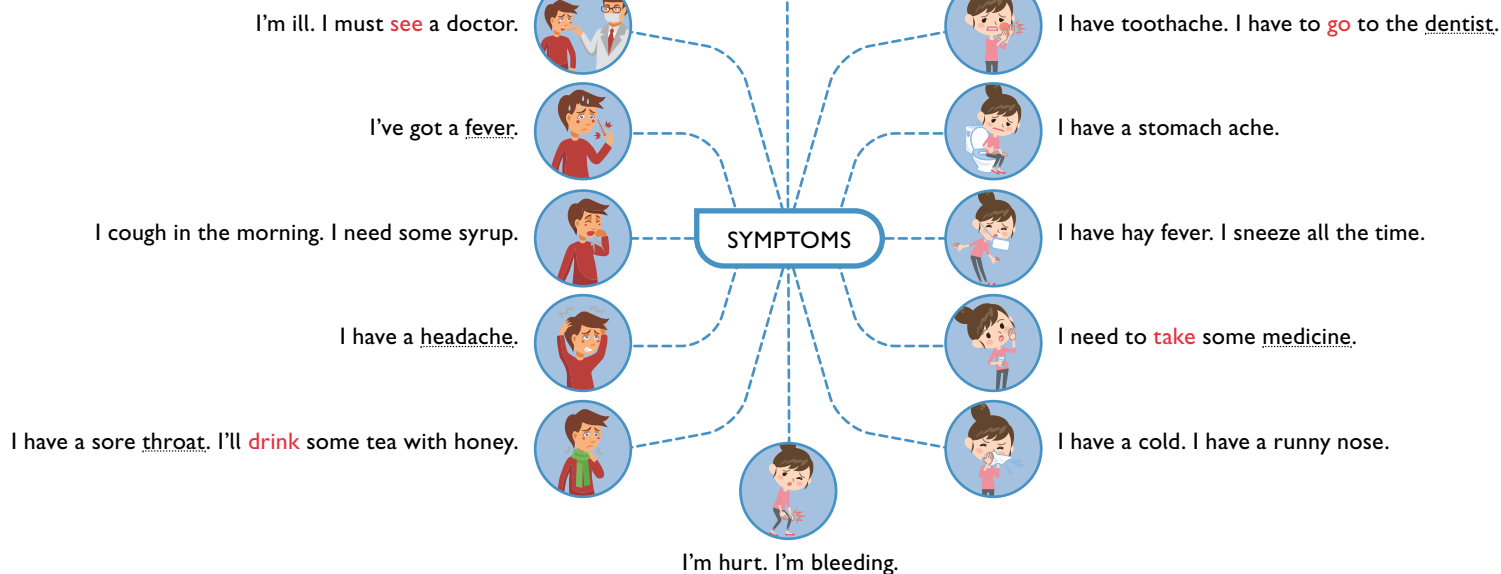 I'm ill. I must see a doctor.
I've got a fever.
I cough in the morning. I need some syrup.
I have a headache.
I have a sore throat. I'll drink some tea with honey.
SYMPTOMS
I have toothache. I have to go to the dentist.
I have a stomach ache.
I have hay fever. I sneeze all the time.
I need to take some medicine.
I have a cold. I have a runny nose.
I'm hurt. I'm bleeding.